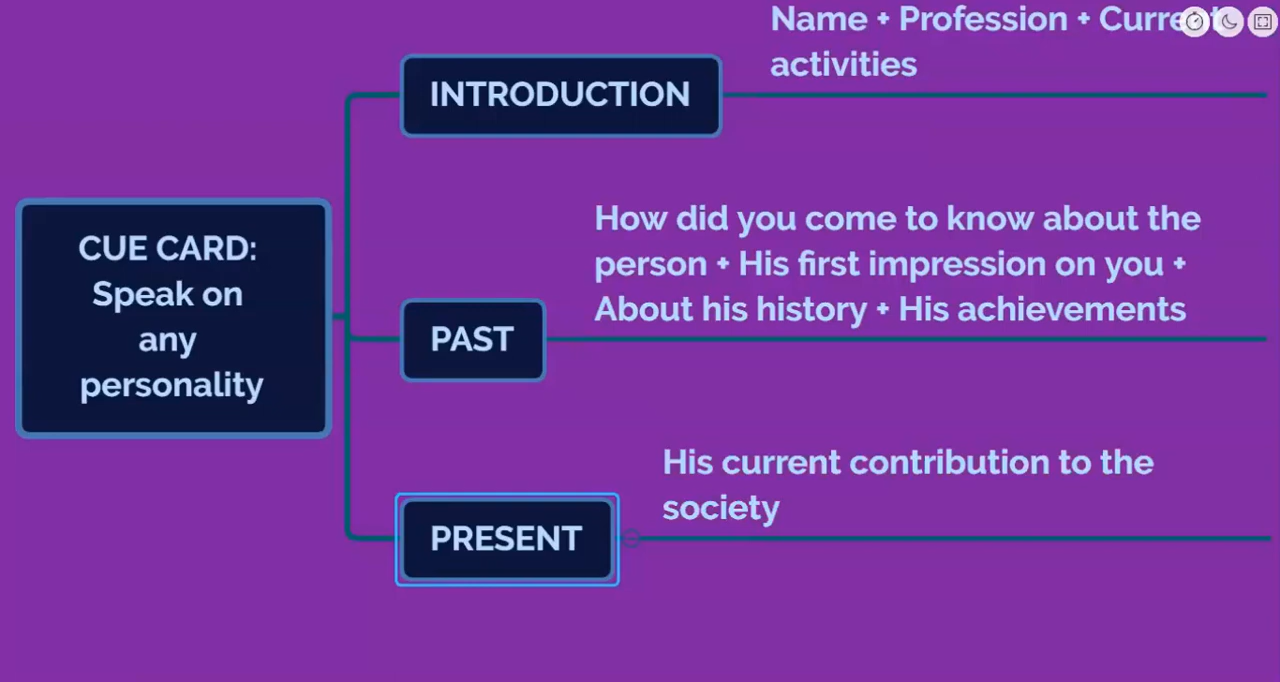 Name + Profession + Current
activities
INTRODUCTION
CUE CARD:
Speak on
any
personality
How did you come to know about the
person + His first impression on you +
About his history + His achievements
PAST
His current contribution to the
society
PRESENT